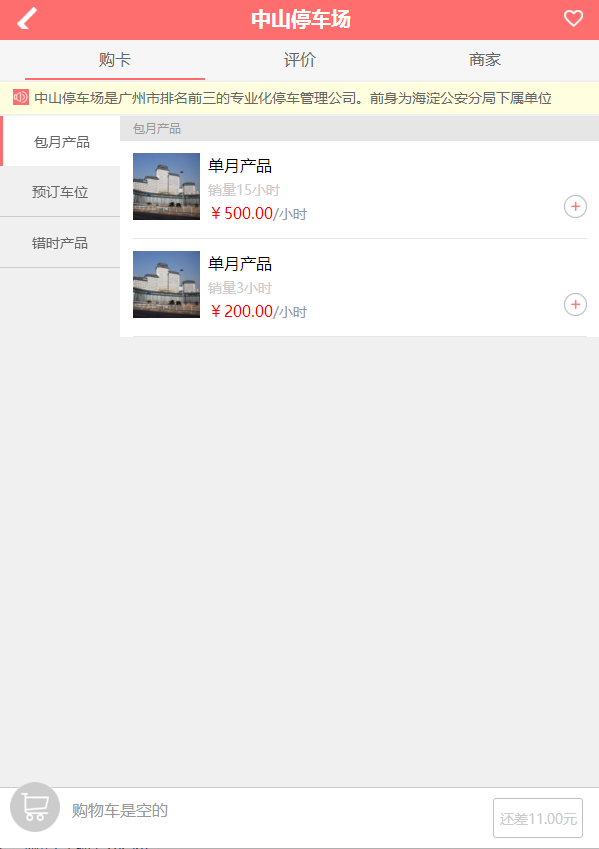 中山停车场
购卡
评价
商家
中山停车场是广州市排名前三的专业化停车管理公司。前身为海淀公安分局下属单位
包月产品
预订车位
错时产品
包月产品
单月产品
销量15小时
￥500.00/小时
单月产品
销量3小时
￥200.00/小时
购物车是空的
还差11.00元